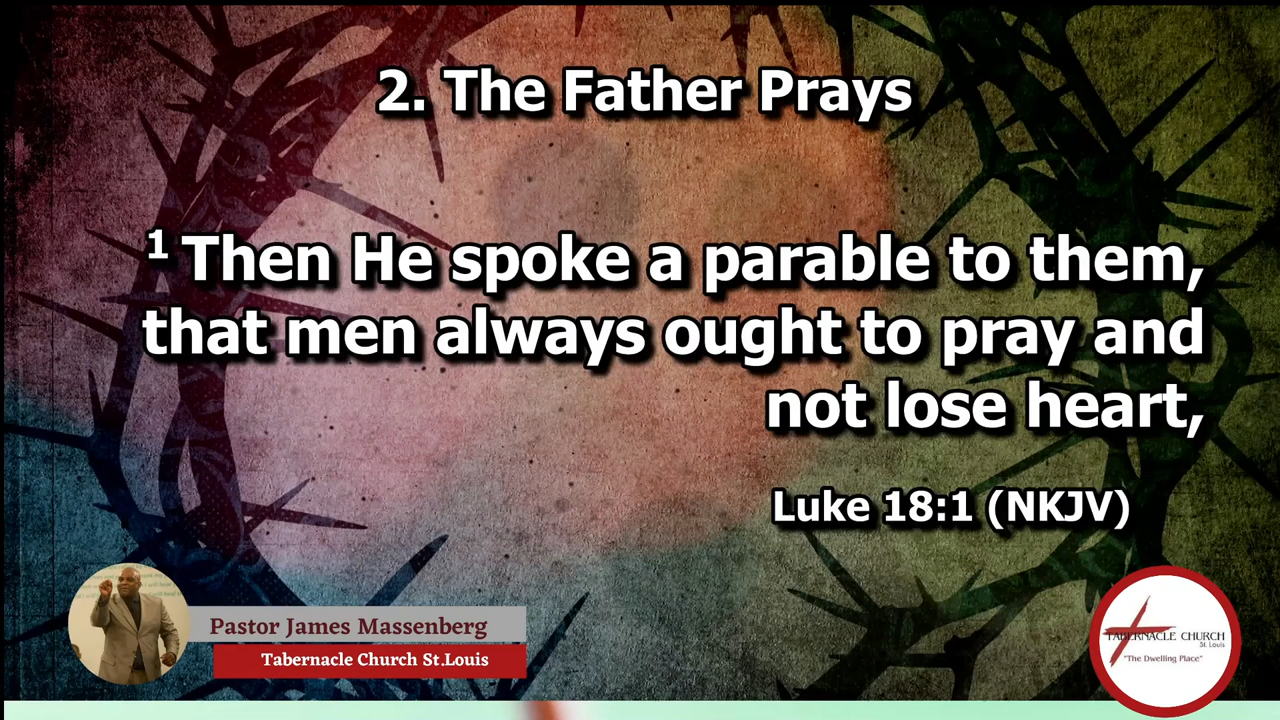 2. The Father Prays
1 Then He spoke a parable to them,
that men always ought to pray and
not lose heart,
Luke 18:1 (NKJV)
Pastor James Massenberg
Tabernacle Church St.Louis
TABERNACLE CHURCH
St. Louis
"The Dwelling Place"